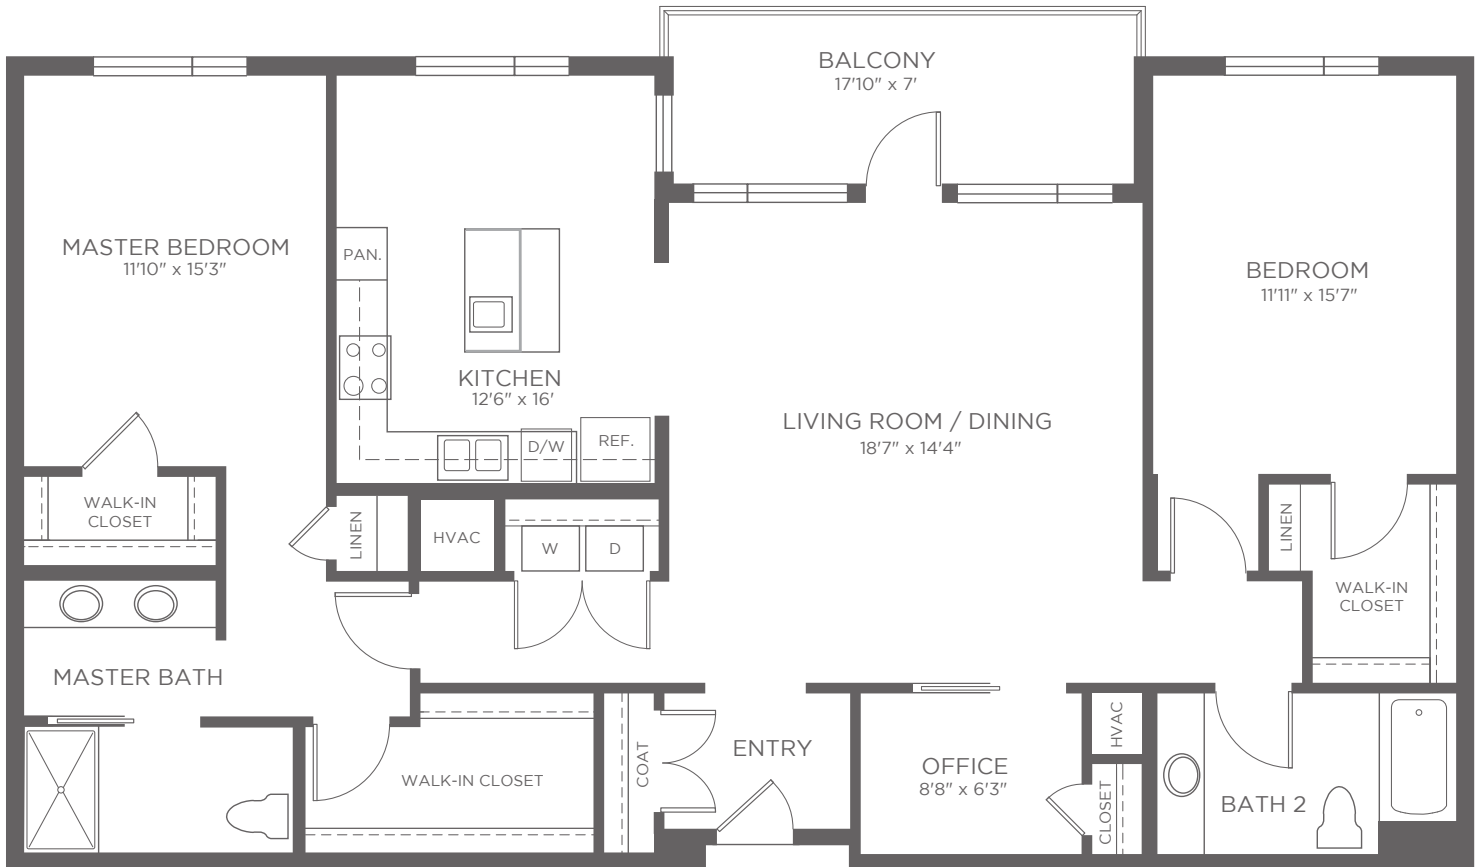 BALCONY
17'10" x 7'
MASTER BEDROOM
11'10" x 15'3"
PAN.
BEDROOM
11'11" x 15'7"
KITCHEN
12'6" x 16'
LIVING ROOM / DINING
18'7" x 14'4"
D/W
REF.
WALK-IN
CLOSET
LINEN
HVAC
W
D
LINEN
WALK-IN
CLOSET
MASTER BATH
WALK-IN CLOSET
COAT
ENTRY
OFFICE
8'8" x 6'3"
HVAC
CLOSET
BATH 2